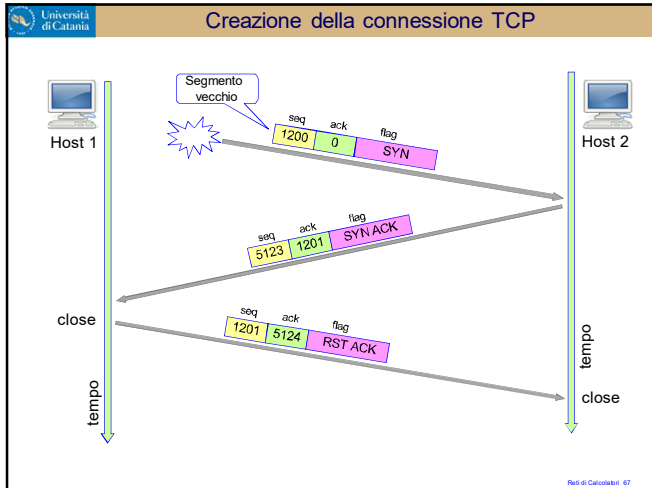 Università
di Catania
Creazione della connessione TCP
Segmento
vecchio
Host 1
Host 2
seq ack flag
1200 0 SYN
seq ack flag
5123 1201 SYN ACK
close
seq ack flag
1201 5124 RST ACK
close
tempo
tempo
Reti di Calcolatori 67